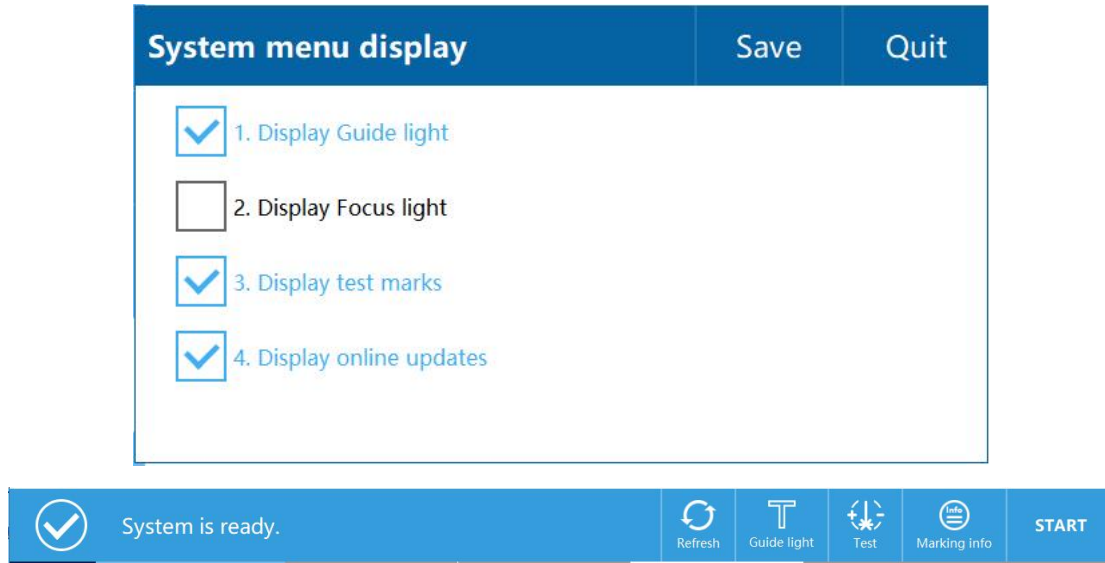 System menu display Save Quit
1. Display Guide light
2. Display Focus light
3. Display test marks
4. Display online updates
System is ready.
Refresh Guide light Test Info Marking info START